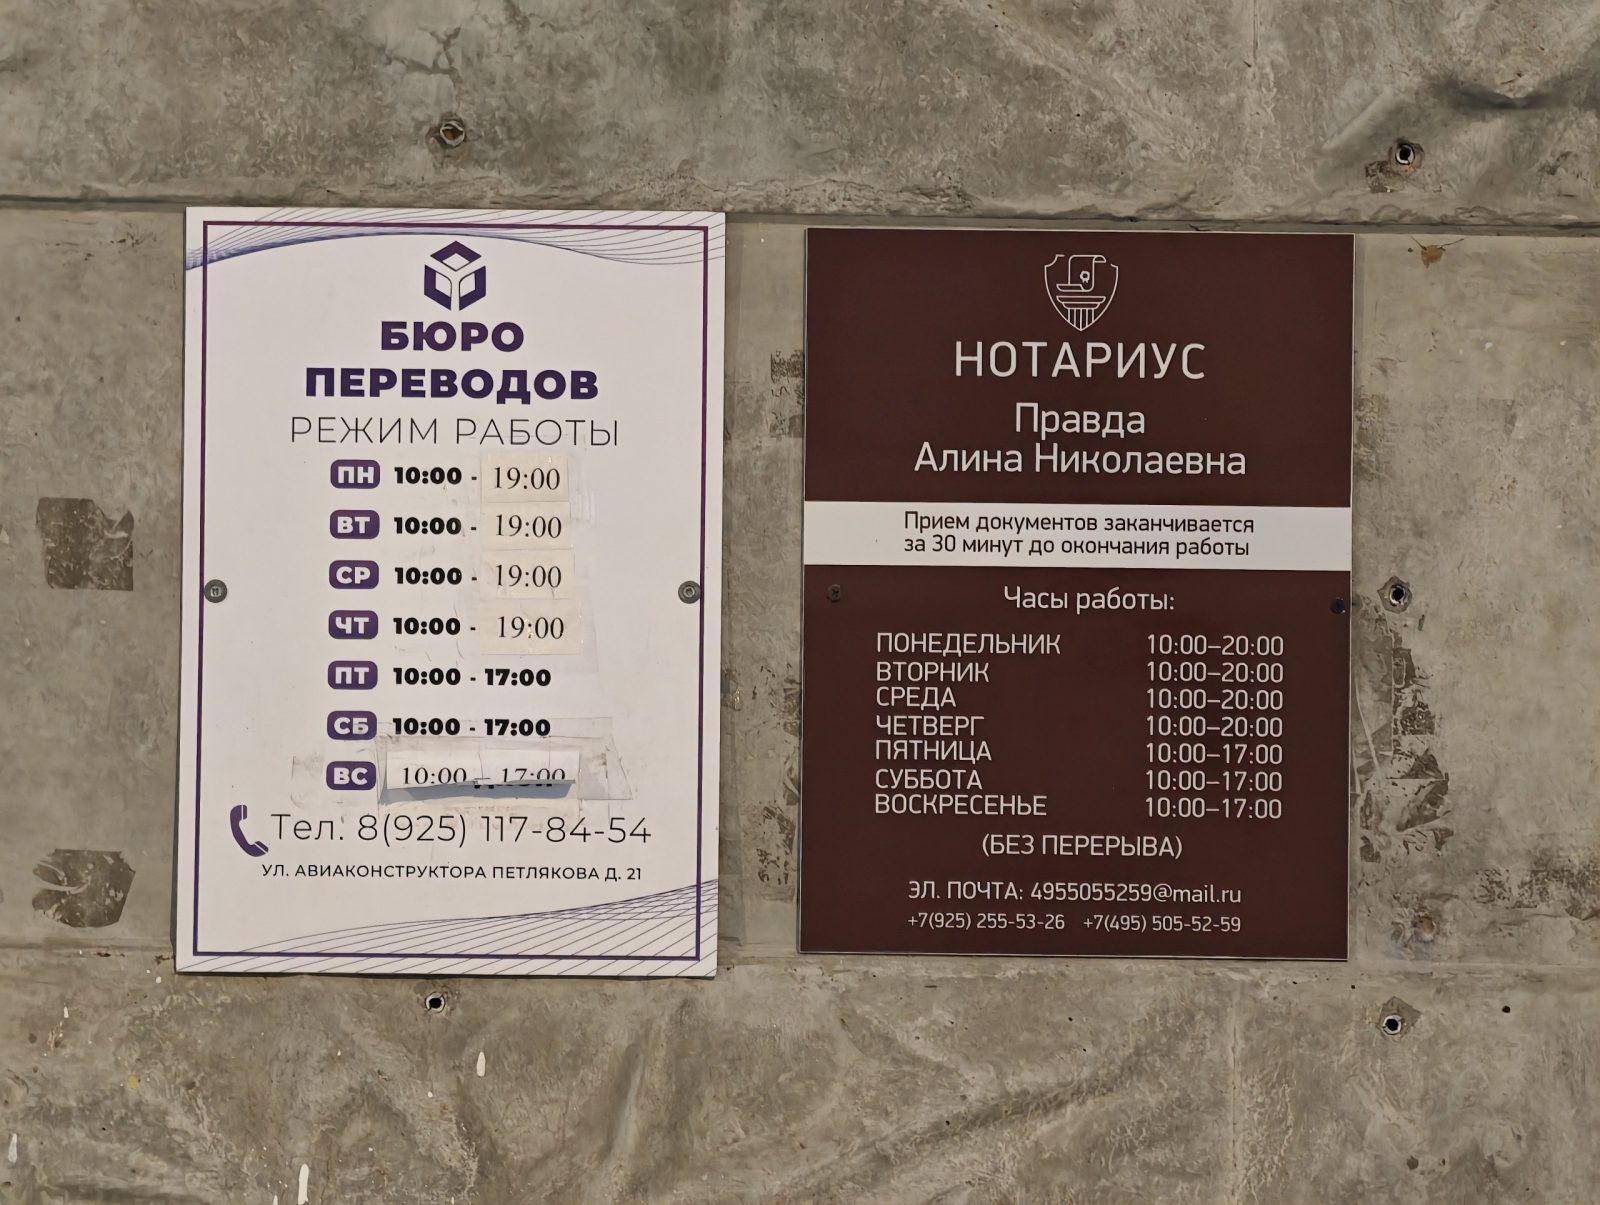 БЮРО
ПЕРЕВОДОВ
РЕЖИМ РАБОТЫ
ПН 10:00 - 19:00
ВТ 10:00 - 19:00
СР 10:00 - 19:00
ЧТ 10:00 - 19:00
ПТ 10:00 - 17:00
СБ 10:00 - 17:00
ВС 10:00 – 17:00
Тел: 8(925) 117-84-54
УЛ. АВИАКОНСТРУКТОРА ПЕТЛЯКОВА Д. 21
НОТАРИУС
Правда
Алина Николаевна
Прием документов заканчивается
за 30 минут до окончания работы
Часы работы:
ПОНЕДЕЛЬНИК 10:00–20:00
ВТОРНИК 10:00–20:00
СРЕДА 10:00–20:00
ЧЕТВЕРГ 10:00–20:00
ПЯТНИЦА 10:00–17:00
СУББОТА 10:00–17:00
ВОСКРЕСЕНЬЕ 10:00–17:00
(БЕЗ ПЕРЕРЫВА)
ЭЛ. ПОЧТА: 4955055259@mail.ru
+7(925) 255-53-26 +7(495) 505-52-59